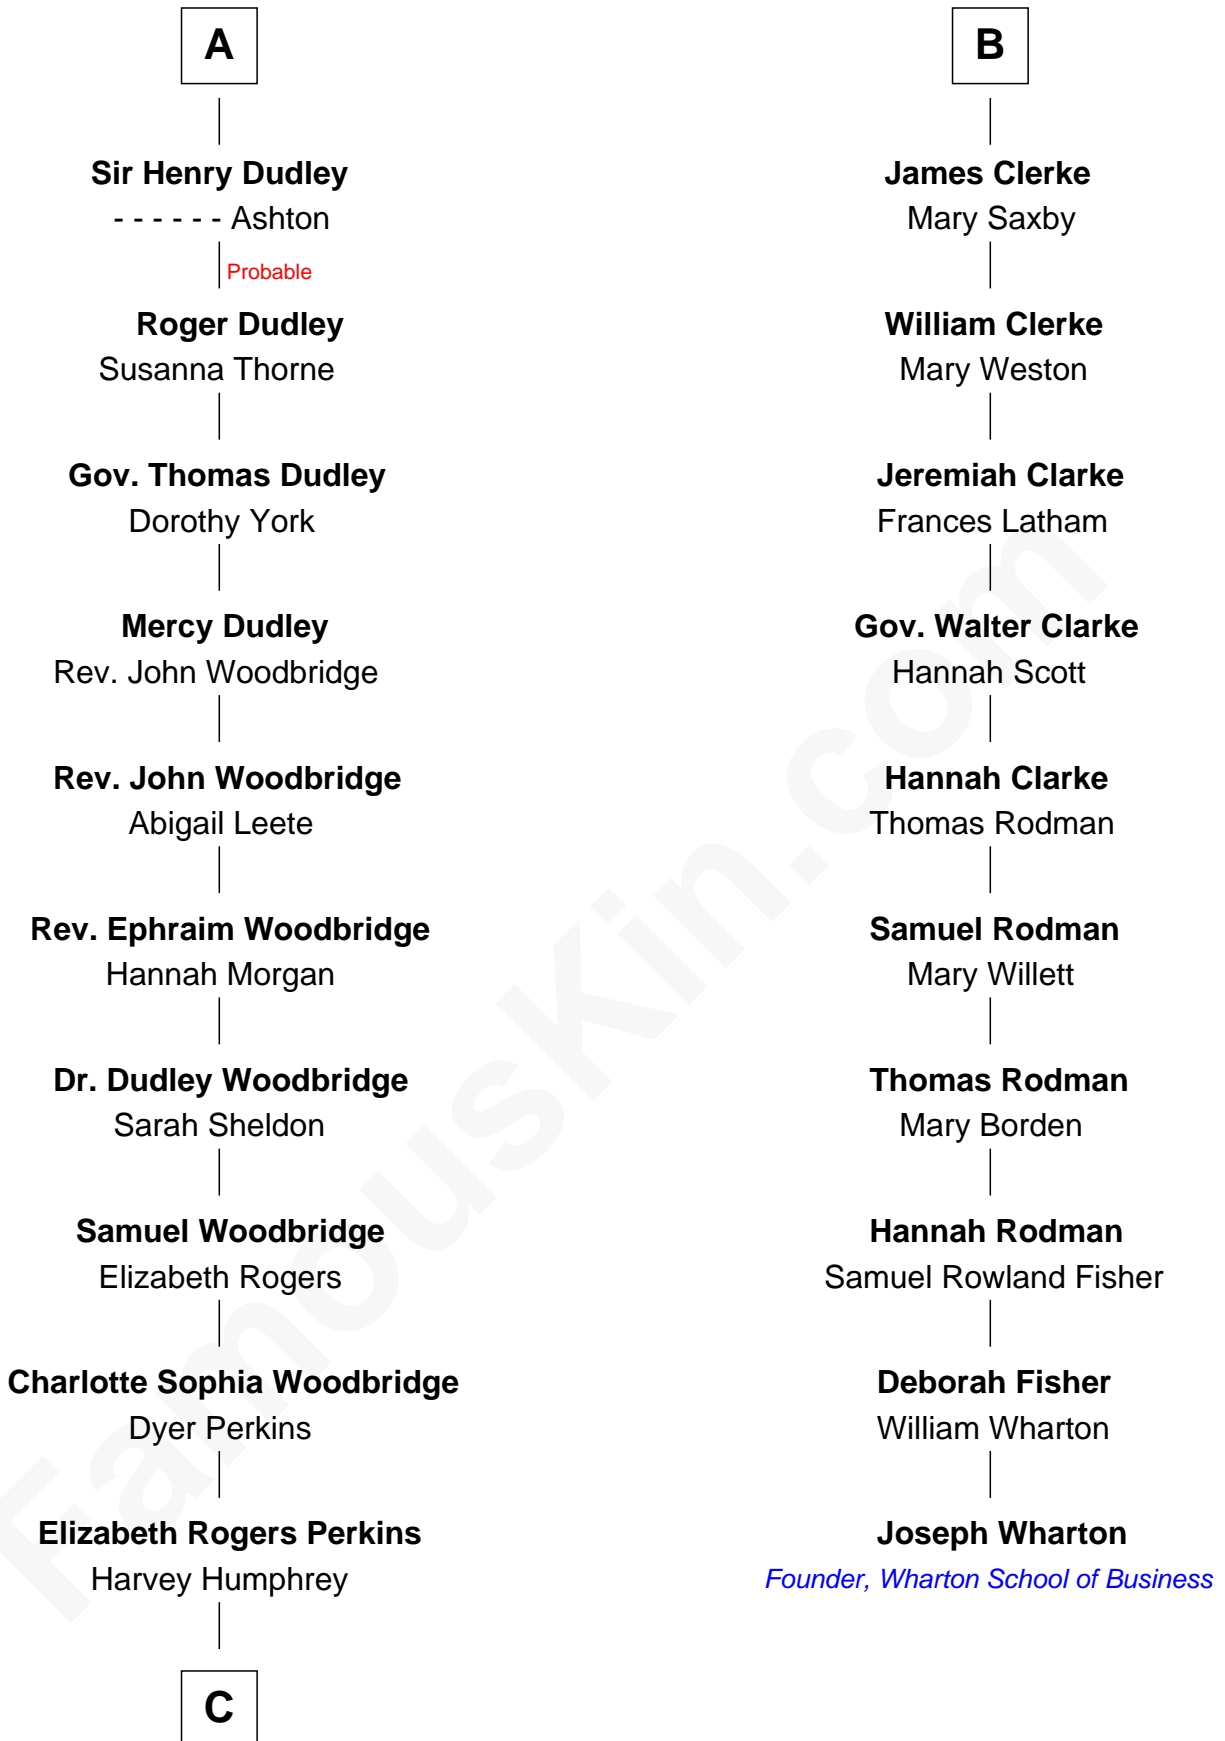 A
Sir Henry Dudley
- - - - - - Ashton
Probable
Roger Dudley
Susanna Thorne
Gov. Thomas Dudley
Dorothy York
Mercy Dudley
Rev. John Woodbridge
Rev. John Woodbridge
Abigail Leete
Rev. Ephraim Woodbridge
Hannah Morgan
Dr. Dudley Woodbridge
Sarah Sheldon
Samuel Woodbridge
Elizabeth Rogers
Charlotte Sophia Woodbridge
Dyer Perkins
Elizabeth Rogers Perkins
Harvey Humphrey
C
B
James Clerke
Mary Saxby
William Clerke
Mary Weston
Jeremiah Clarke
Frances Latham
Gov. Walter Clarke
Hannah Scott
Hannah Clarke
Thomas Rodman
Samuel Rodman
Mary Willett
Thomas Rodman
Mary Borden
Hannah Rodman
Samuel Rowland Fisher
Deborah Fisher
William Wharton
Joseph Wharton
Founder, Wharton School of Business
FamousKin.com